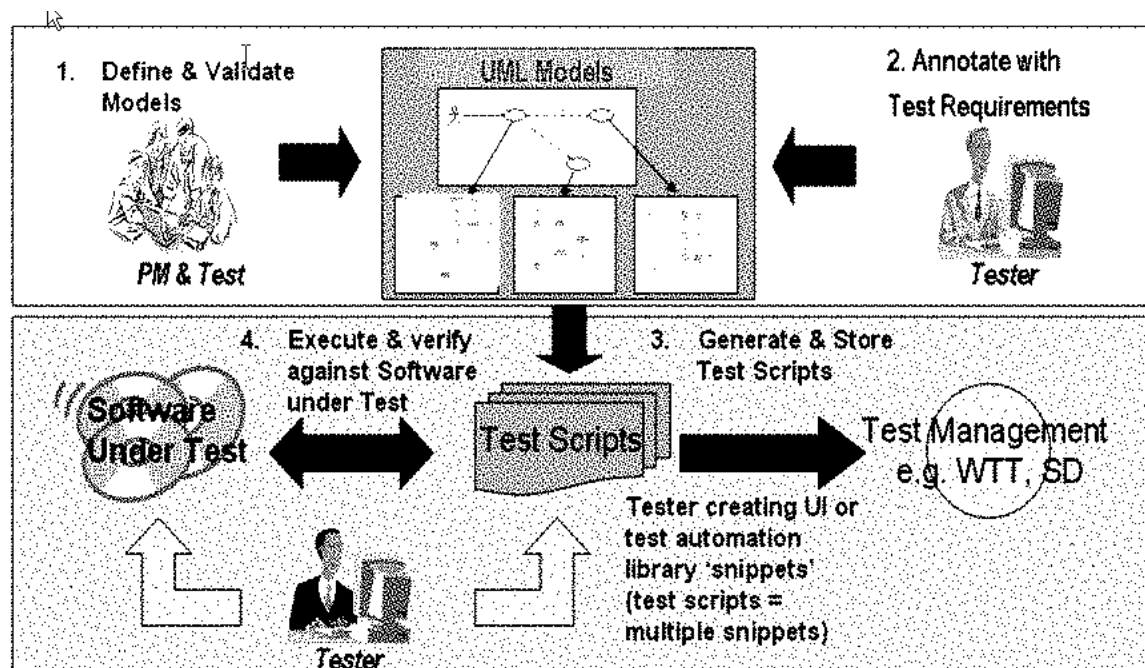 1. Define & Validate
Models
PM & Test
UML Models
2. Annotate with
Test Requirements
Tester
4. Execute & verify
against Software
under Test
3. Generate & Store
Test Scripts
Software
Under Test
Test Scripts
Test Management
e.g. WTT, SD
Tester creating UI or
test automation
library ‘snippets’
(test scripts =
multiple snippets)
Tester